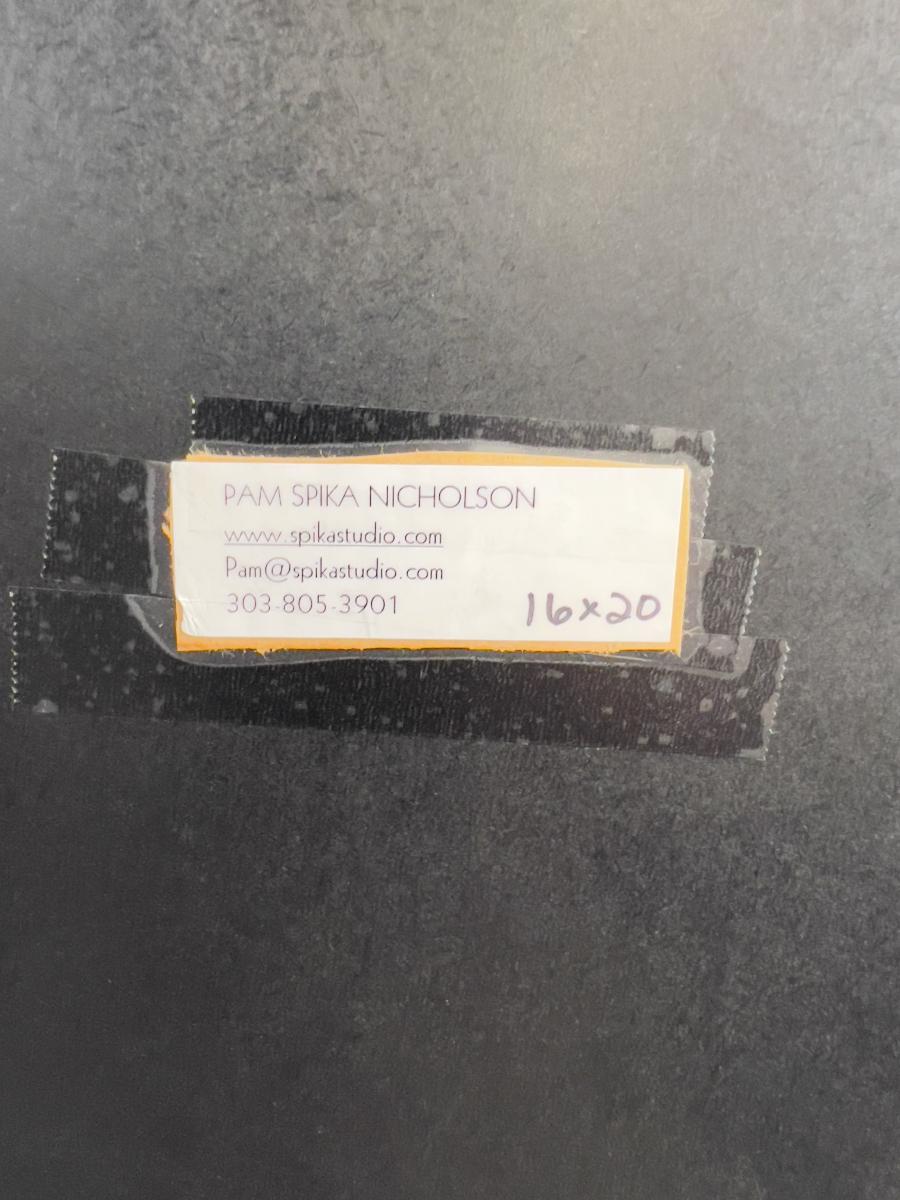 PAM SPIKA NICHOLSON
www.spikastudio.com
Pam@spikastudio.com
303-805-3901
16x20